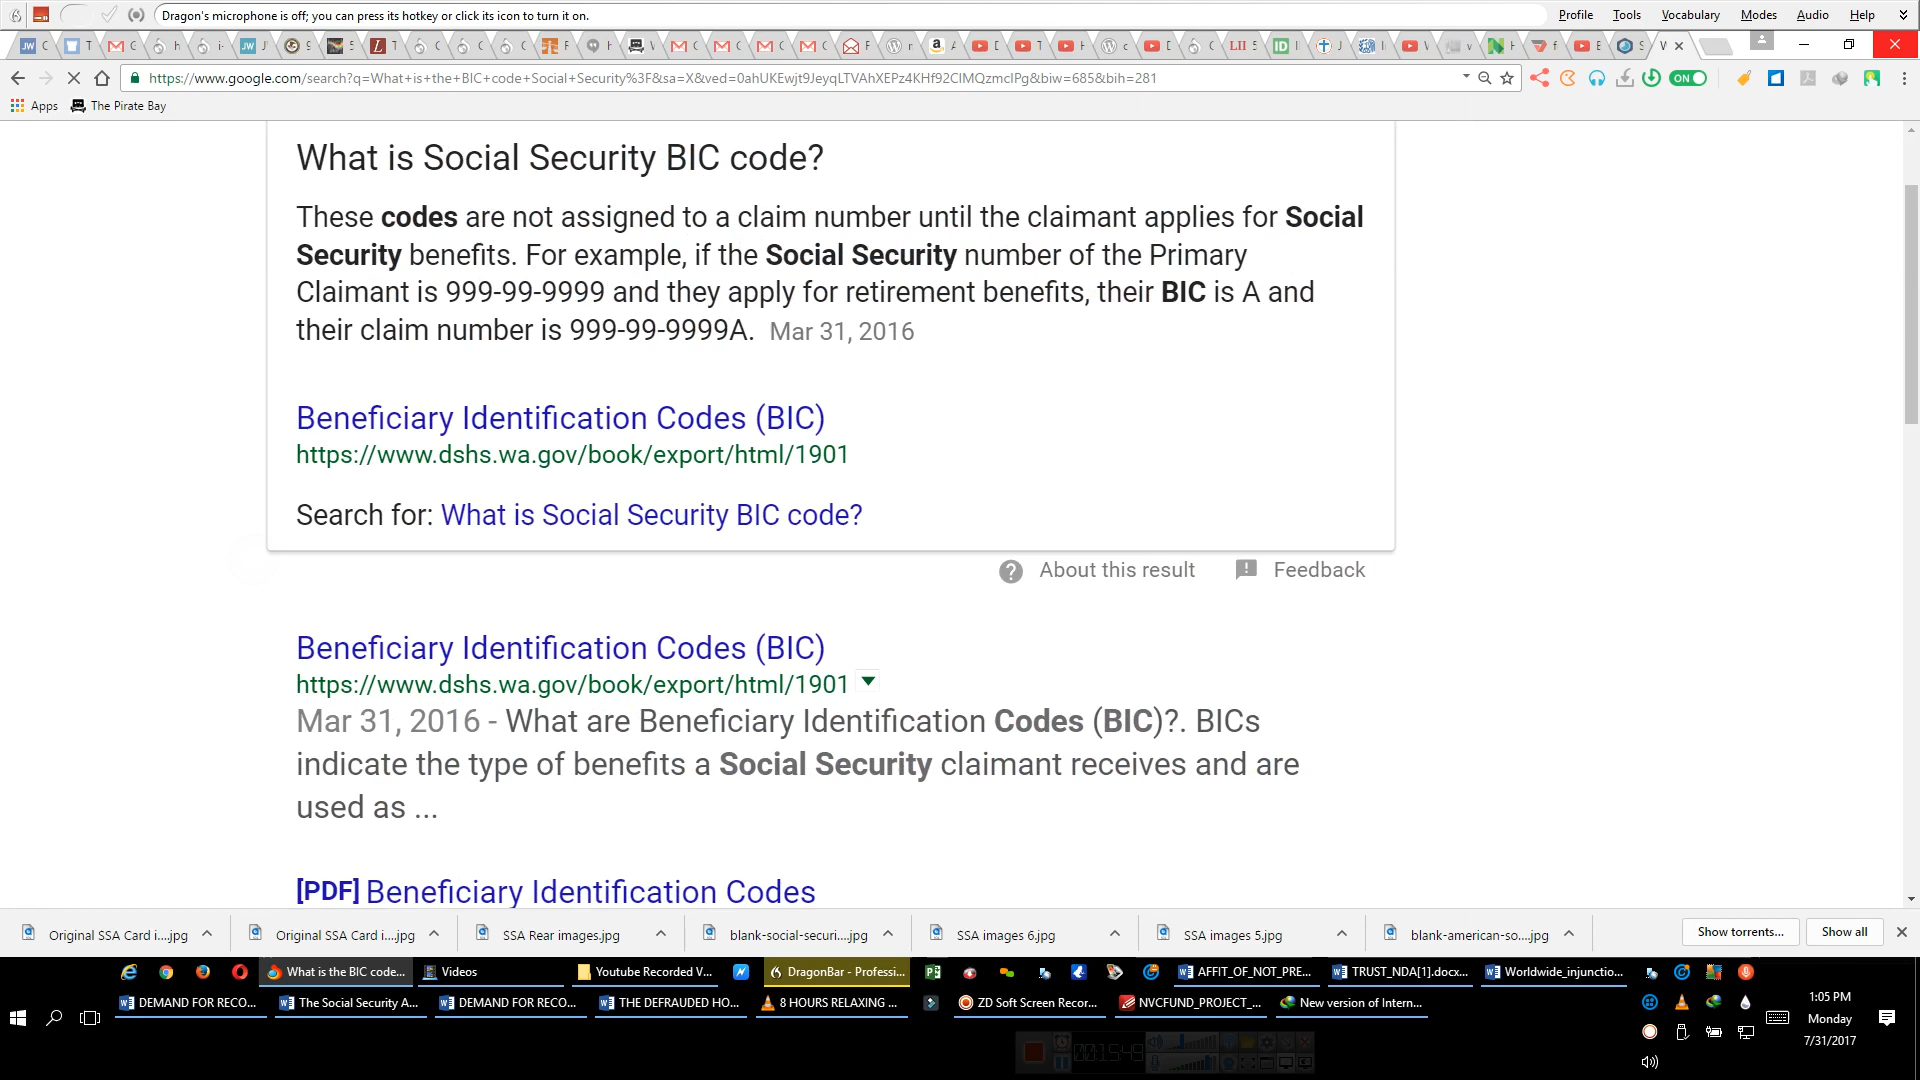 Dragon's microphone is off; you can press its hotkey or click its icon to turn it on.
Profile Tools Vocabulary Modes Audio Help
https://www.google.com/search?q=What+is+the+BIC+code+Social+Security%3F&sa=X&ved=0ahUKEwjt9JeyqLTVAhXEPz4KHf92CIMQzmcIPg&biw=685&bih=281
ON
Apps The Pirate Bay
What is Social Security BIC code?
These codes are not assigned to a claim number until the claimant applies for Social
Security benefits. For example, if the Social Security number of the Primary
Claimant is 999-99-9999 and they apply for retirement benefits, their BIC is A and
their claim number is 999-99-9999A. Mar 31, 2016
Beneficiary Identification Codes (BIC)
https://www.dshs.wa.gov/book/export/html/1901
Search for: What is Social Security BIC code?
About this result Feedback
Beneficiary Identification Codes (BIC)
https://www.dshs.wa.gov/book/export/html/1901
Mar 31, 2016 - What are Beneficiary Identification Codes (BIC)?. BICs
indicate the type of benefits a Social Security claimant receives and are
used as ...
[PDF] Beneficiary Identification Codes
Original SSA Card i....jpg Original SSA Card i....jpg SSA Rear images.jpg blank-social-securi....jpg SSA images 6.jpg SSA images 5.jpg blank-american-so....jpg Show torrents... Show all
What is the BIC code... Videos Youtube Recorded V... DragonBar - Professi... AFFIT_OF_NOT_PRE... TRUST_NDA[1].docx... Worldwide_injunctio...
DEMAND FOR RECO... The Social Security A... DEMAND FOR RECO... THE DEFRAUDED HO... 8 HOURS RELAXING ... ZD Soft Screen Recor... NVCFUND_PROJECT_... New version of Intern...
1:05 PM
Monday
7/31/2017